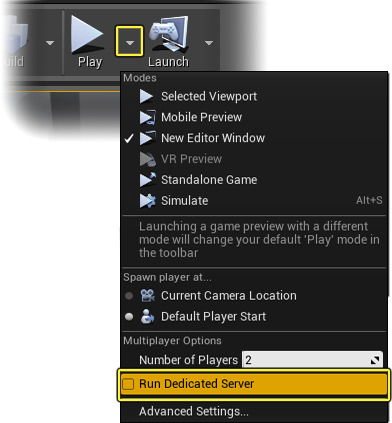 ild
Play
Launch
Modes
Selected Viewport
Mobile Preview
New Editor Window
VR Preview
Standalone Game
Simulate Alt+S
Launching a game preview with a different
mode will change your default 'Play' mode in
the toolbar
Spawn player at...
Current Camera Location
Default Player Start
Multiplayer Options
Number of Players 2
Run Dedicated Server
Advanced Settings...